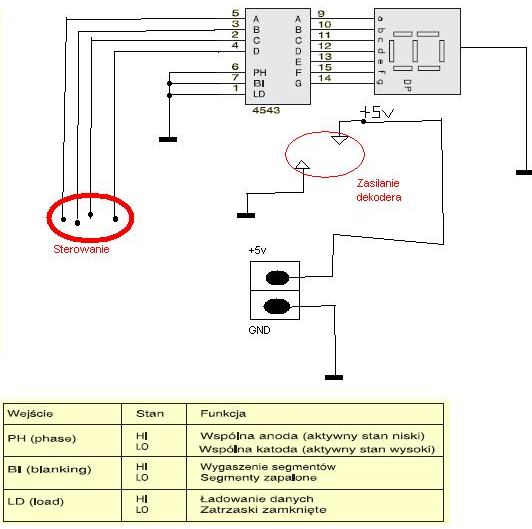 5 A A 9 a
3 B B 10 b
2 C C 11 c
4 D D 12 d
E 13 e
6 PH F 15 f
7 BI G 14 g
1 LD DP
4543
+5v
Zasilanie
dekodera
Sterowanie
+5v
GND
Wejście Stan Funkcja
PH (phase) HI Wspólna anoda (aktywny stan niski)
LO Wspólna katoda (aktywny stan wysoki)
BI (blanking) HI Wygaszenie segmentów
LO Segmenty zapalone
LD (load) HI Ładowanie danych
LO Zatrzaski zamknięte